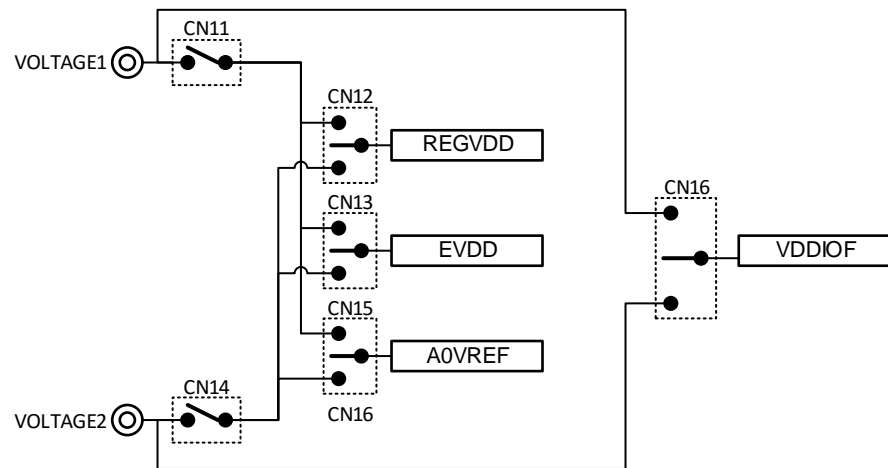 CN11
VOLTAGE1
CN12
REGVDD
CN16
CN13
EVDD
VDDIOF
CN15
A0VREF
CN14
CN16
VOLTAGE2